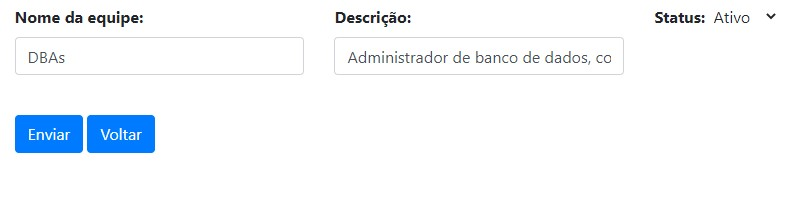 Nome da equipe: Descrição: Status: Ativo
DBAs Administrador de banco de dados, co
Enviar Voltar